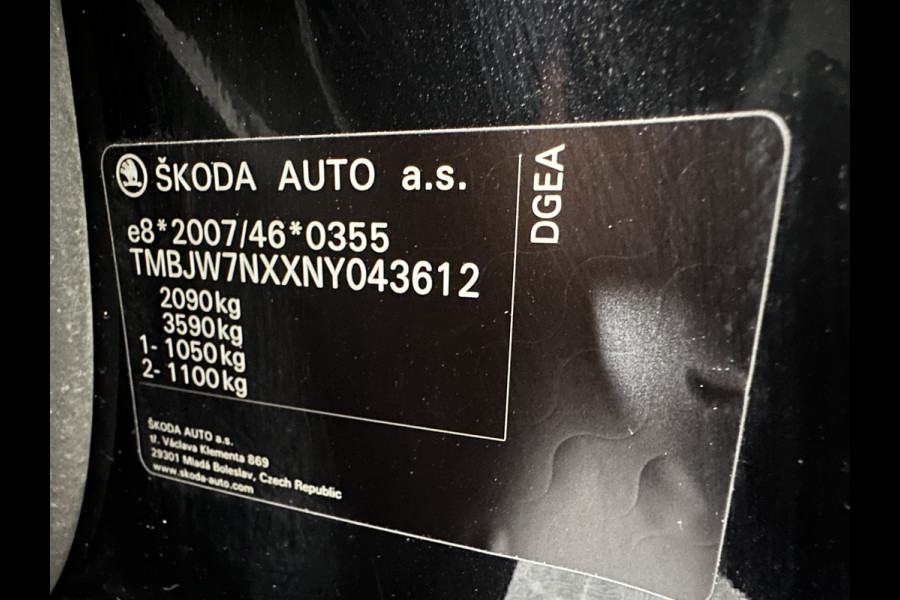 ŠKODA AUTO a.s.
e8*2007/46*0355
TMBJW7NXXNY043612
2090kg
3590kg
1- 1050kg
2- 1100kg
DGEA
ŠKODA AUTO a.s.
tř. Václava Klementa 869
29301 Mladá Boleslav, Czech Republic
www.skoda-auto.com